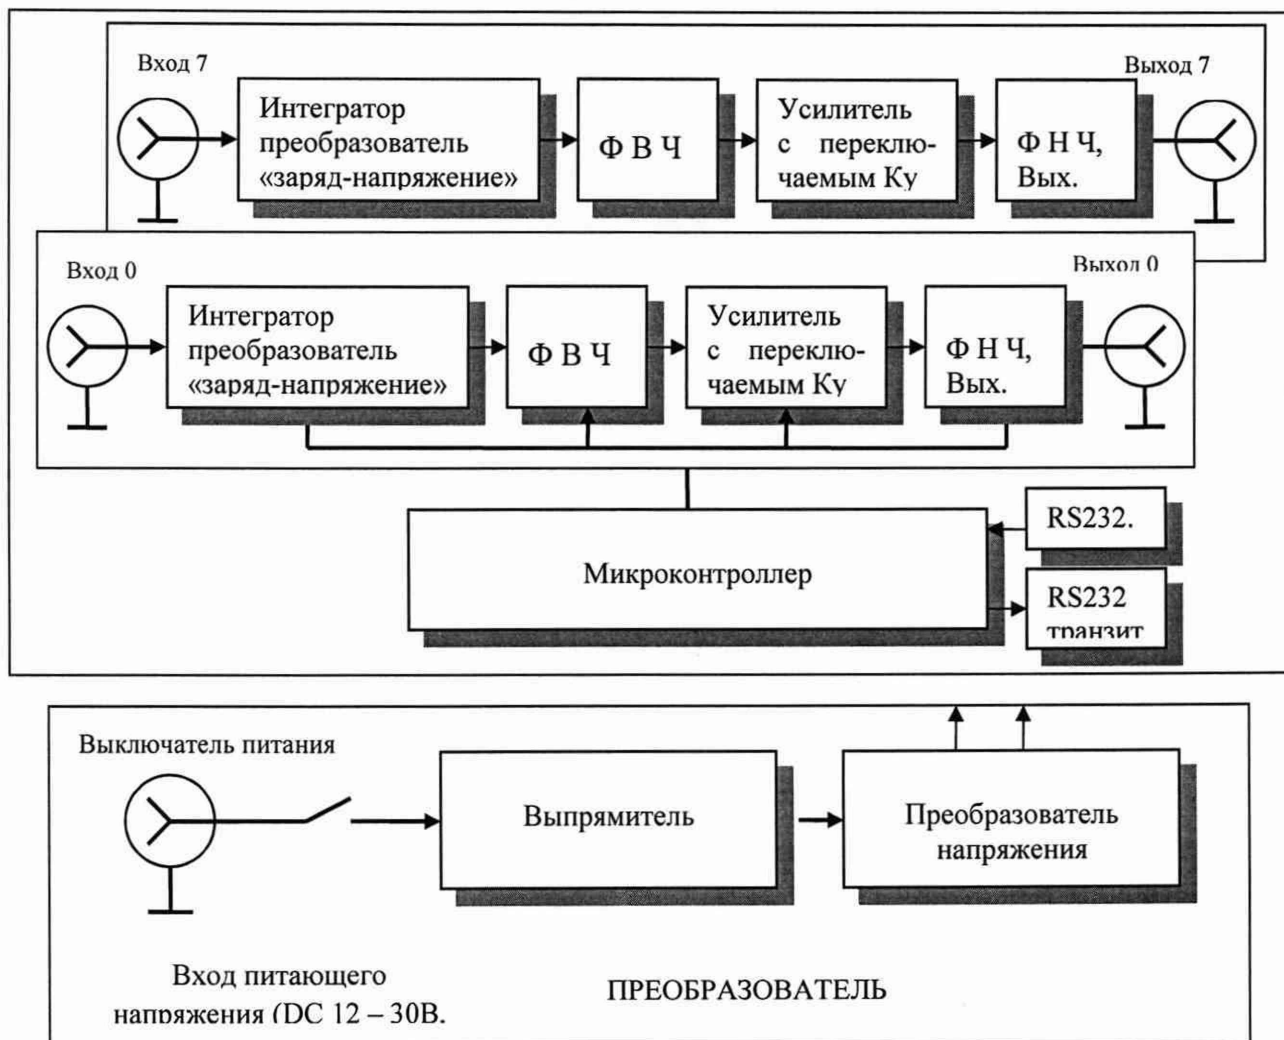 Вход 7
Выход 7
Интегратор
преобразователь
«заряд-напряжение»
Ф В Ч
Усилитель
с переклю-
чаемым Ку
Ф Н Ч,
Вых.
Вход 0
Выход 0
Интегратор
преобразователь
«заряд-напряжение»
Ф В Ч
Усилитель
с переклю-
чаемым Ку
Ф Н Ч,
Вых.
RS232.
Микроконтроллер
RS232
транзит
Выключатель питания
Выпрямитель
Преобразователь
напряжения
Вход питающего
напряжения (DC 12 – 30В.
ПРЕОБРАЗОВАТЕЛЬ